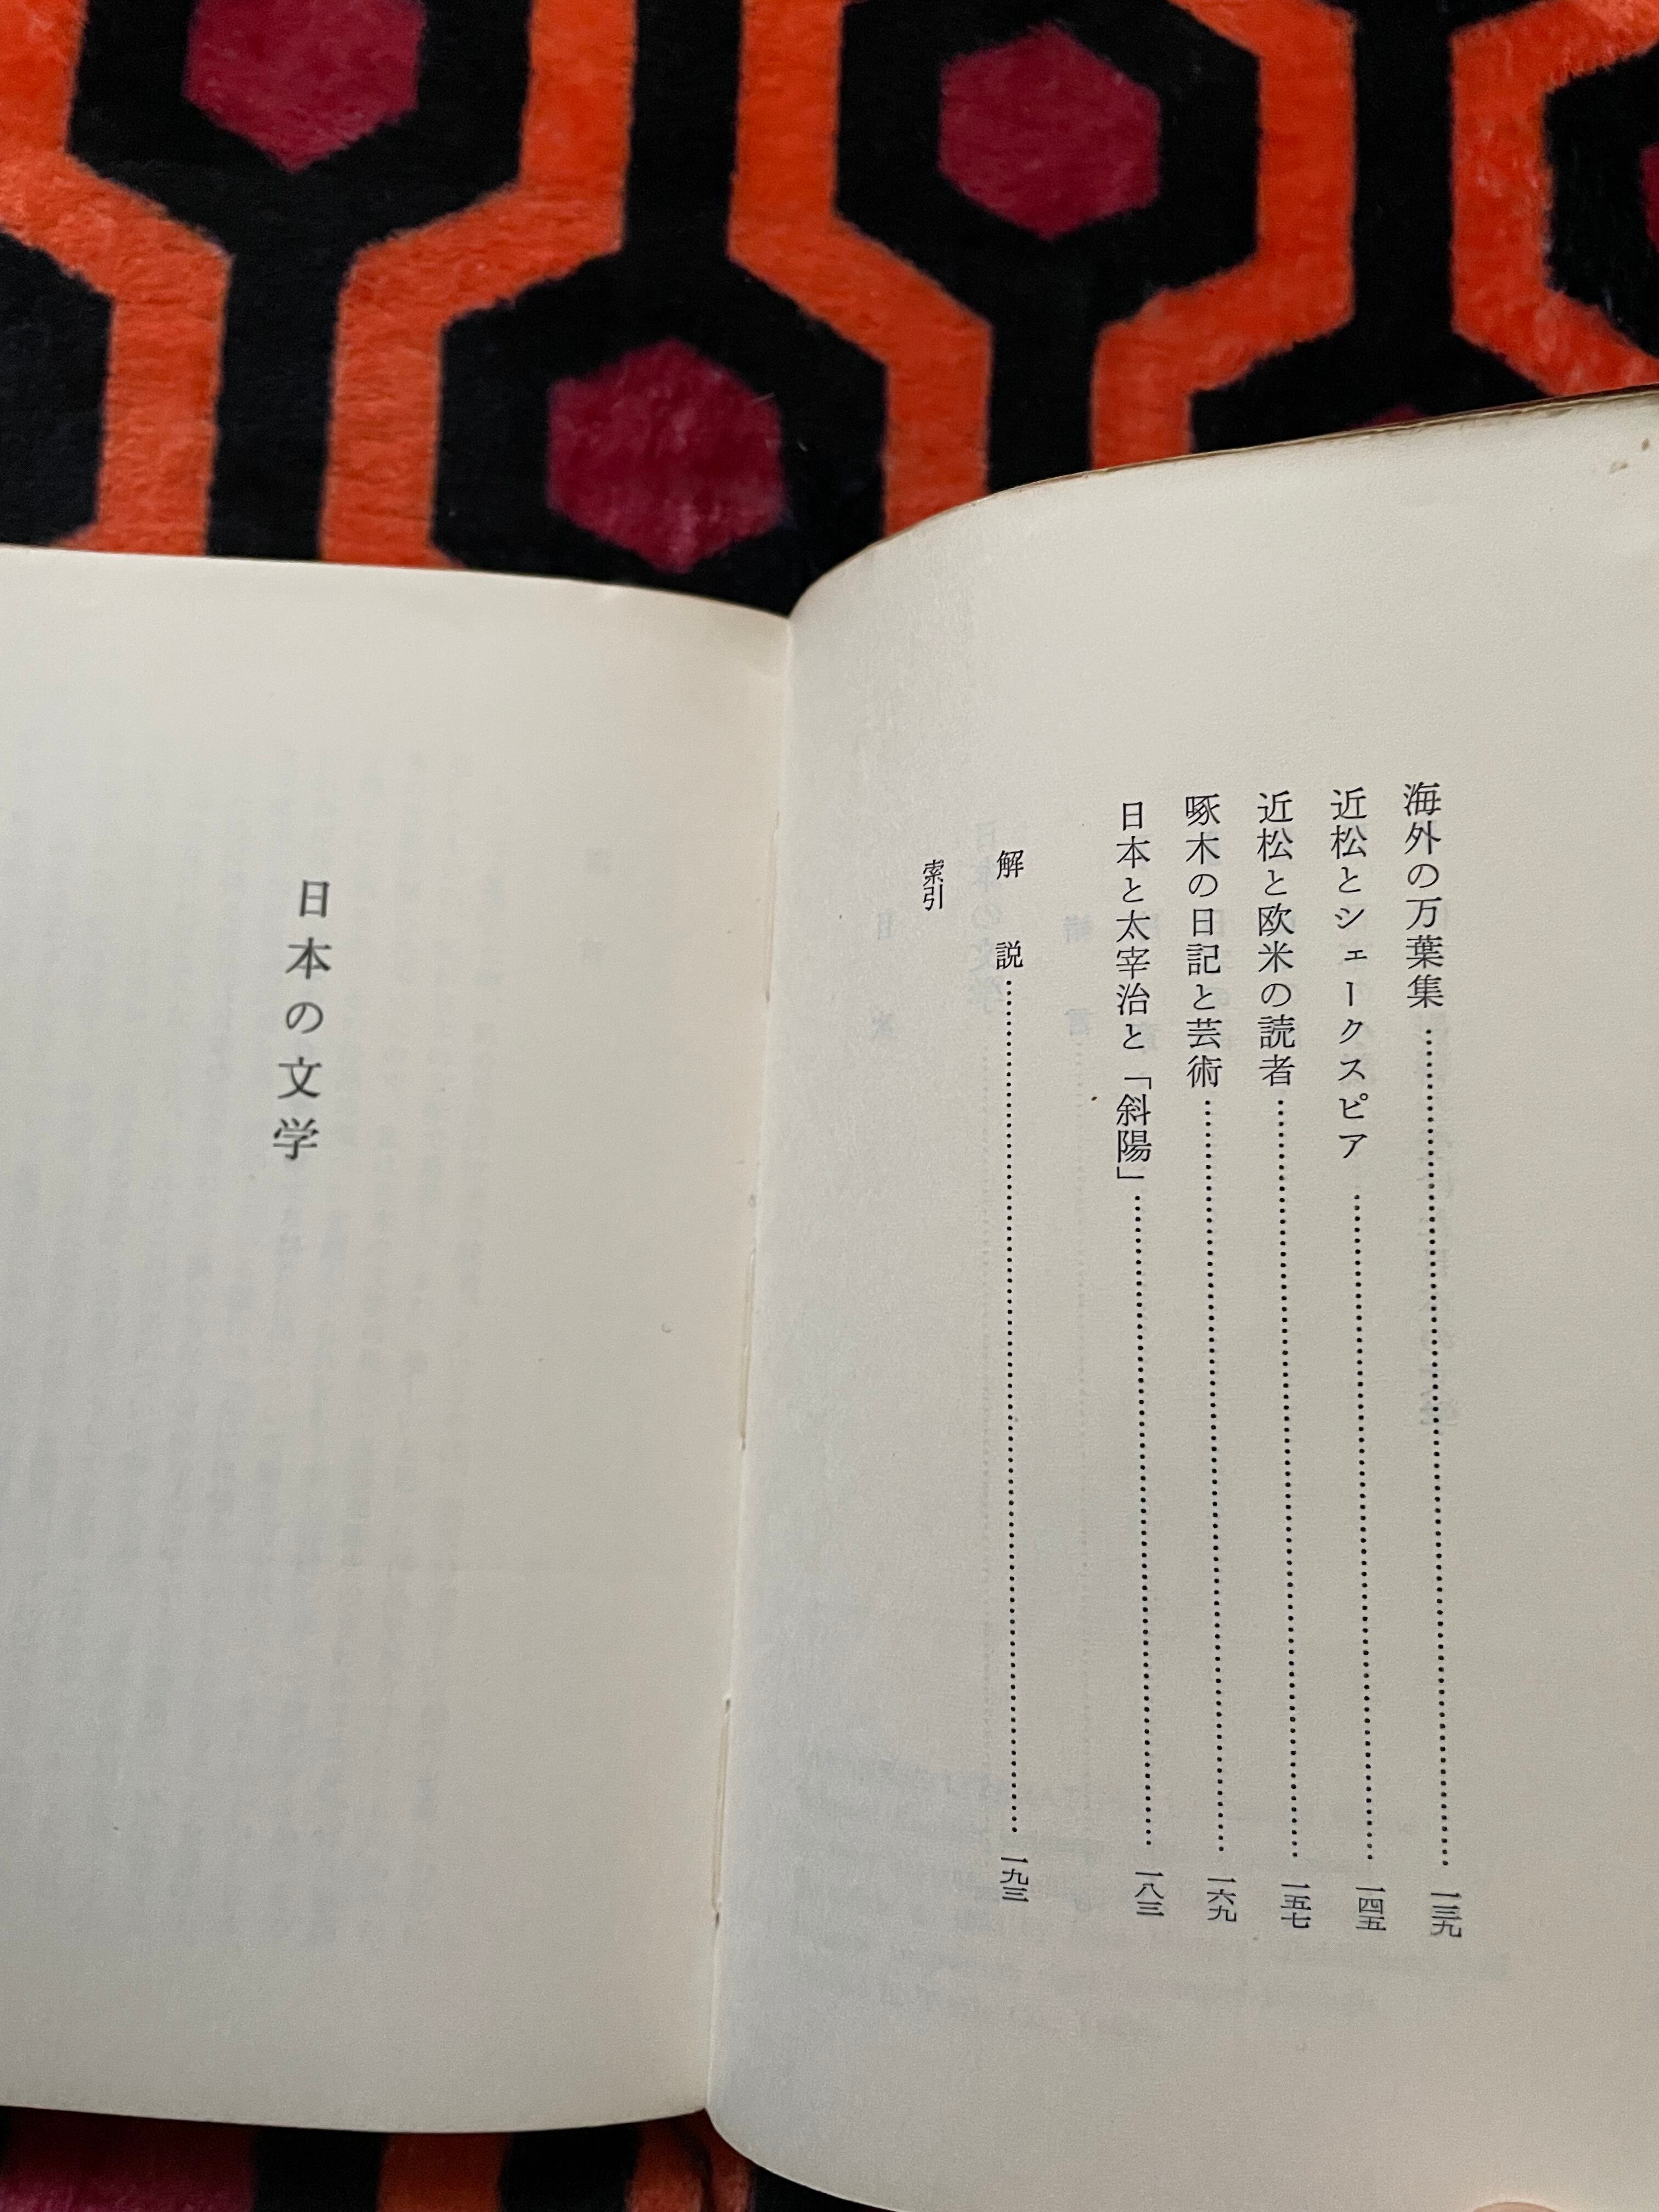 海外の万葉集……一三九
近松とシェークスピア……一四五
近松と欧米の読者……一五七
啄木の日記と芸術……一六九
日本と太宰治と「斜陽」……一八三
解説……一九三
索引
日本の文学